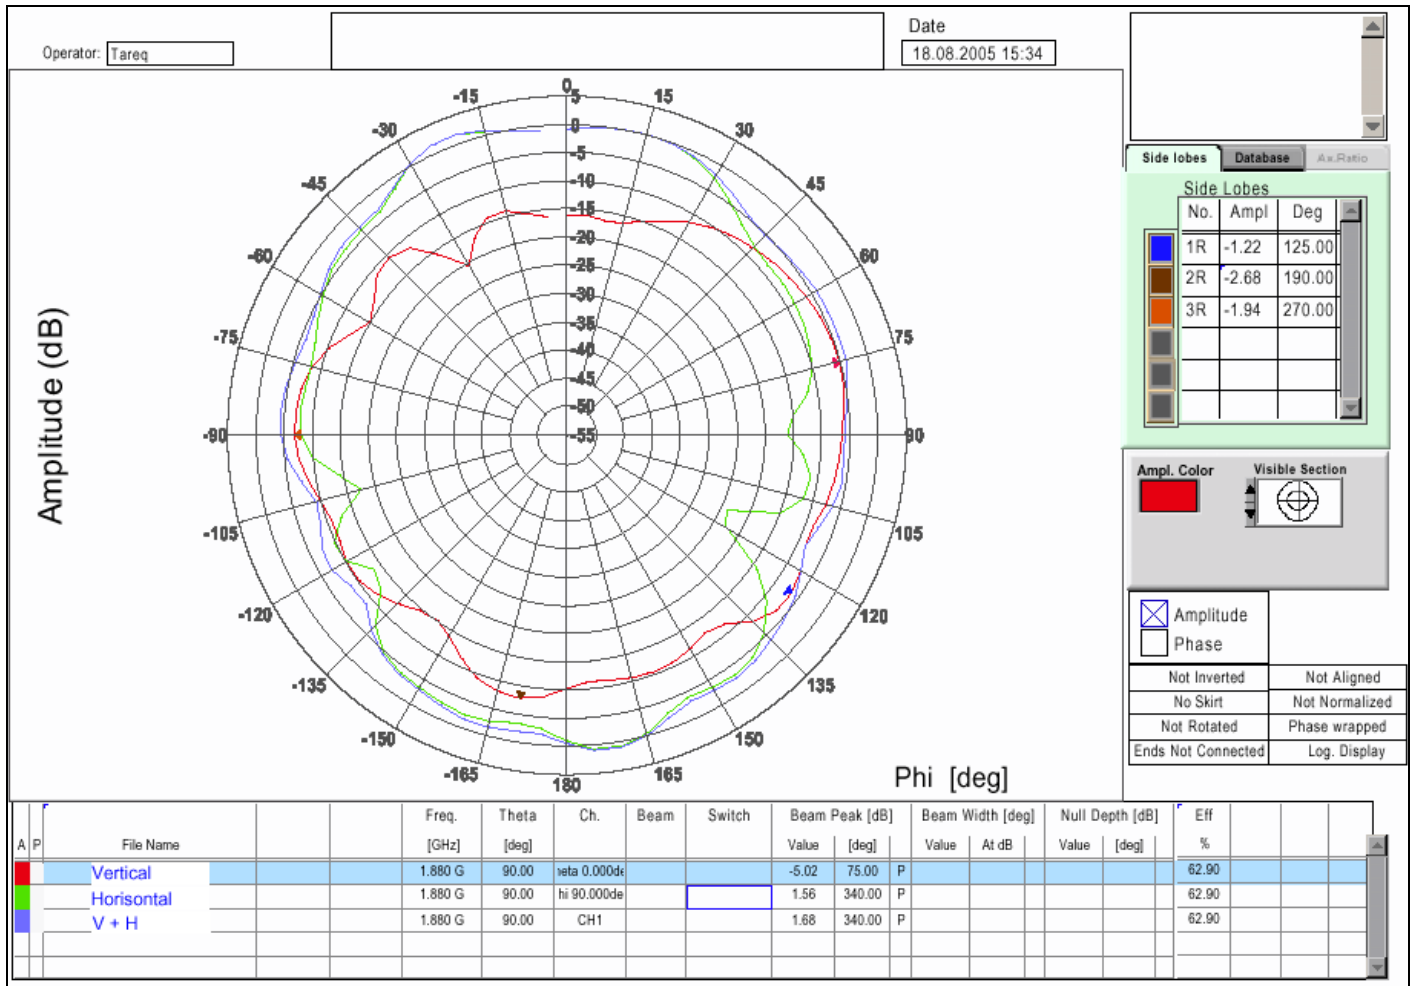 Operator: Tareq
Date
18.08.2005 15:34
Amplitude (dB)
0
-15 15
-30 30
-45 45
-60 60
-75 75
-90 90
-105 105
-120 120
-135 135
-150 150
-165 165
180
5
0
-5
-10
-15
-20
-25
-30
-35
-40
-45
-50
-55
Phi [deg]
Side lobes Database Ax.Ratio
Side Lobes
No. Ampl Deg
1R -1.22 125.00
2R -2.68 190.00
3R -1.94 270.00
Ampl. Color Visible Section
Amplitude
Phase
Not Inverted Not Aligned
No Skirt Not Normalized
Not Rotated Phase wrapped
Ends Not Connected Log. Display
Freq. Theta Ch. Beam Switch Beam Peak [dB] Beam Width [deg] Null Depth [dB] Eff
A P File Name [GHz] [deg] Value [deg] Value At dB Value [deg] %
Vertical 1.880 G 90.00 neta 0.000de -5.02 75.00 P 62.90
Horisontal 1.880 G 90.00 hi 90.000de 1.56 340.00 P 62.90
V + H 1.880 G 90.00 CH1 1.68 340.00 P 62.90